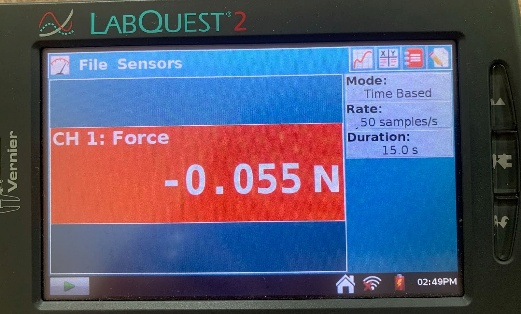 LABQUEST® 2
File Sensors
X Y
Mode:
Time Based
Rate:
50 samples/s
Duration:
15.0 s
CH 1: Force
-0.055 N
02:49PM
Vernier